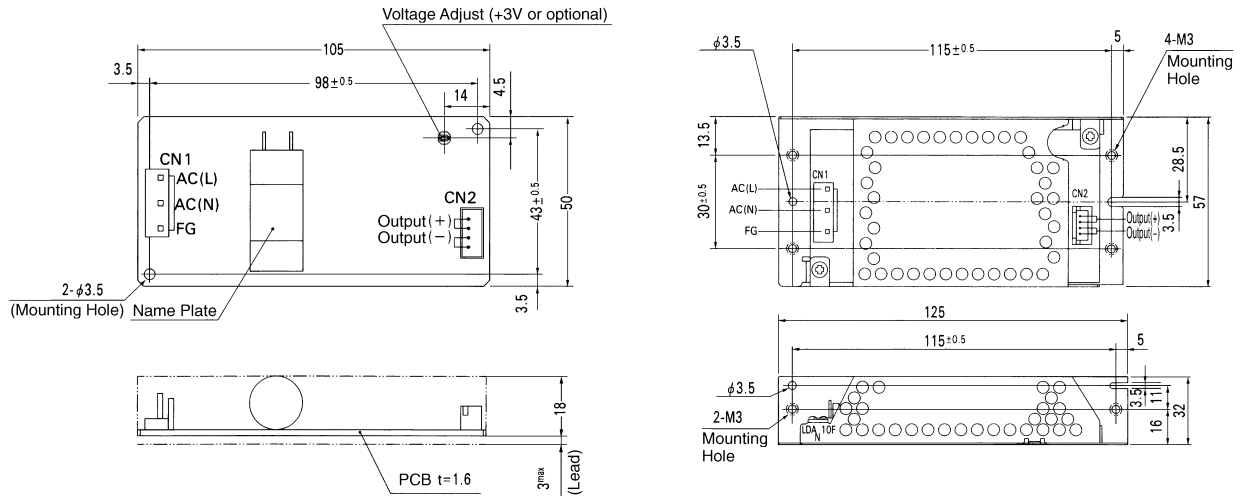 Voltage Adjust (+3V or optional)
105
3.5
98±0.5
14
4.5
CN1
AC(L)
AC(N)
FG
CN2
Output(+)
Output(−)
43±0.5
50
2-ϕ3.5
(Mounting Hole)
Name Plate
3.5
18
PCB t=1.6
3max
(Lead)
ϕ3.5
115±0.5
5
4-M3
Mounting
Hole
13.5
30±0.5
CN1
AC(L)
AC(N)
FG
CN2
Output(+)
Output(−)
28.5
3.5
57
125
115±0.5
5
ϕ3.5
2-M3
Mounting
Hole
LDA 10F
N
3.5
11
16
32